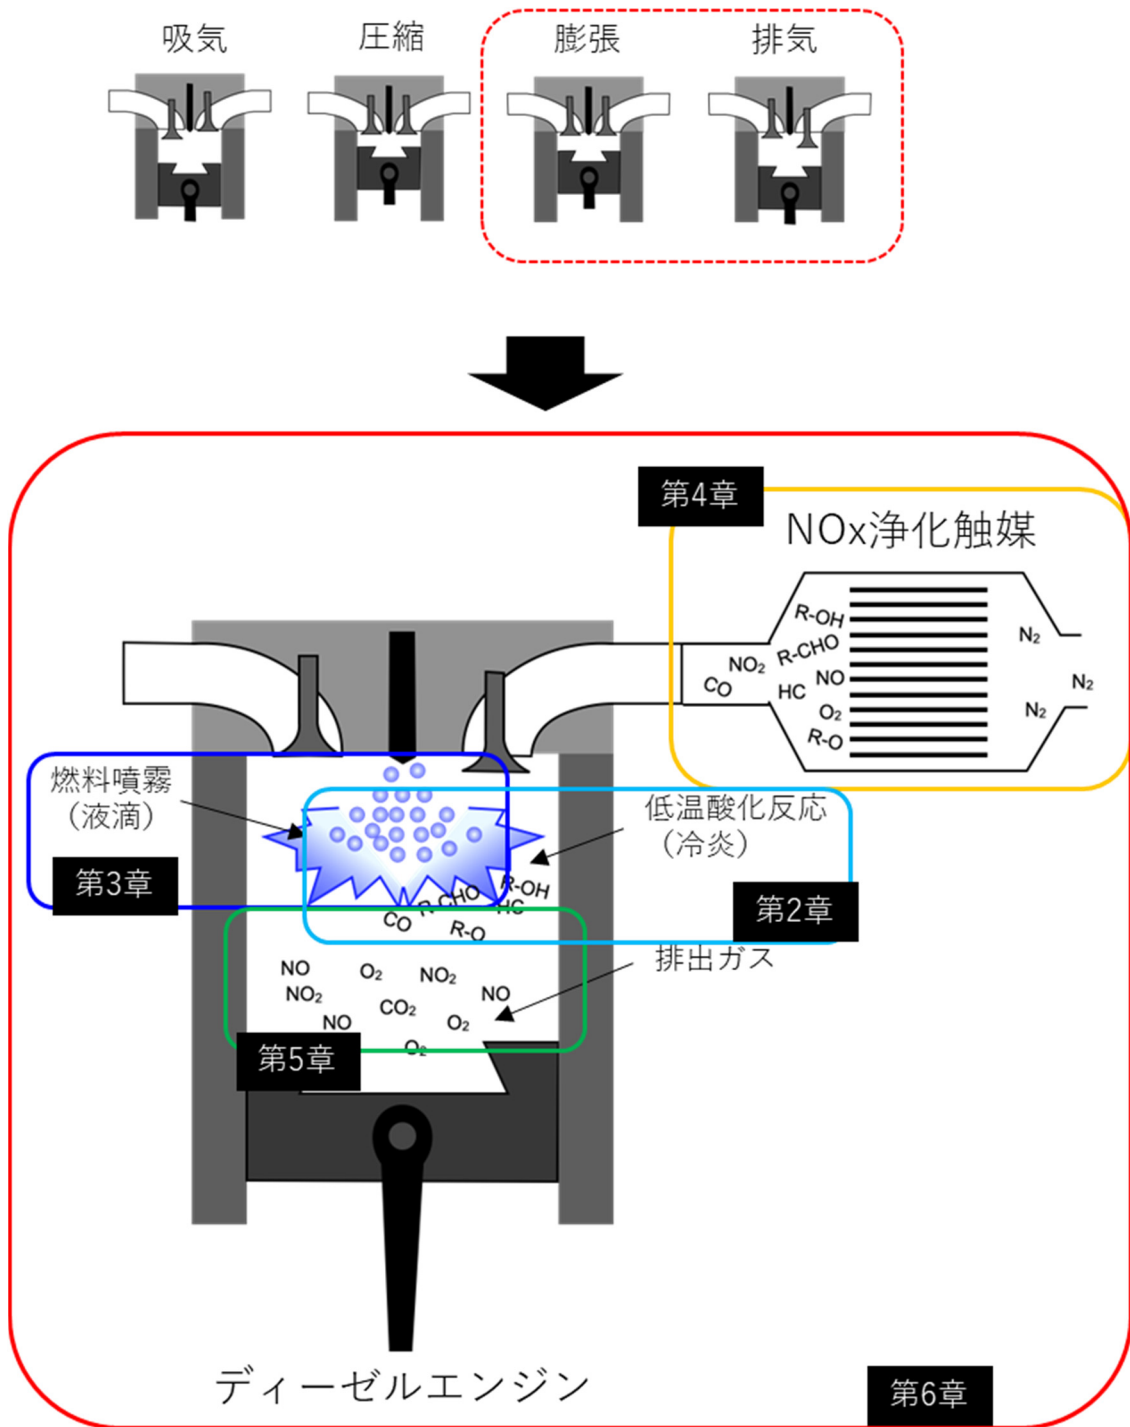 吸気
圧縮
膨張
排気
第4章
NOx浄化触媒
R-OH
R-CHO
NO₂
CO
HC
NO
O₂
R-O
N₂
N₂
N₂
燃料噴霧
（液滴）
第3章
低温酸化反応
（冷炎）
第2章
R-OH
R-CHO
HC
CO
R-O
排出ガス
NO
O₂
NO₂
NO₂
CO₂
NO
NO
O₂
O₂
第5章
ディーゼルエンジン
第6章